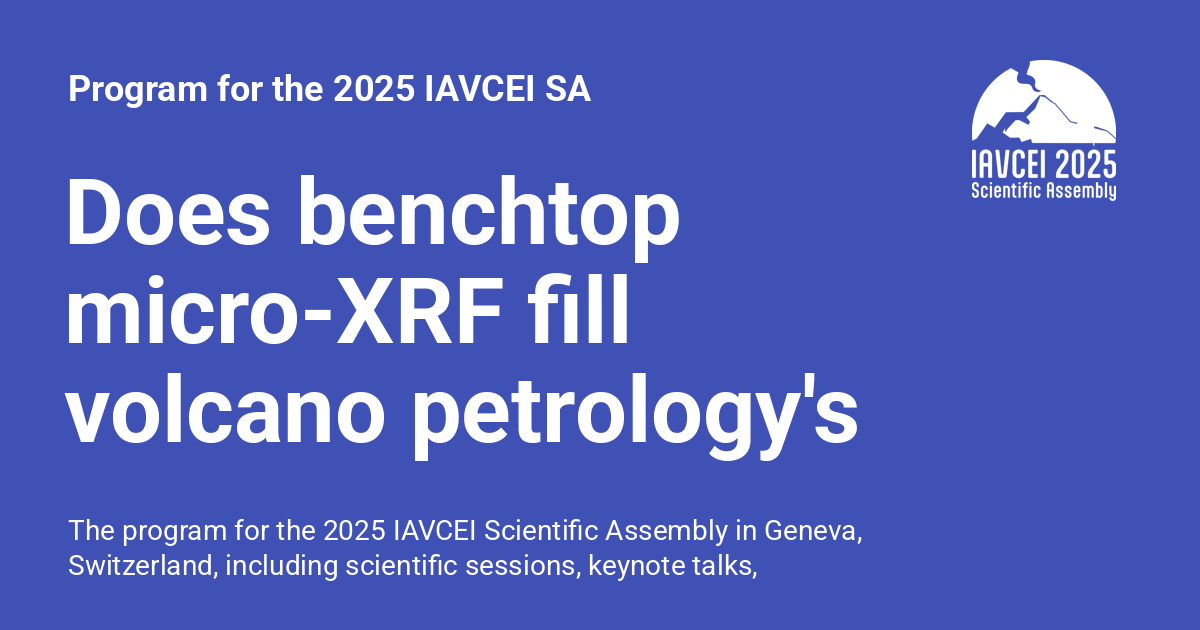 Program for the 2025 IAVCEI SA
IAVCEI 2025
Scientific Assembly
Does benchtop
micro-XRF fill
volcano petrology's
The program for the 2025 IAVCEI Scientific Assembly in Geneva,
Switzerland, including scientific sessions, keynote talks,